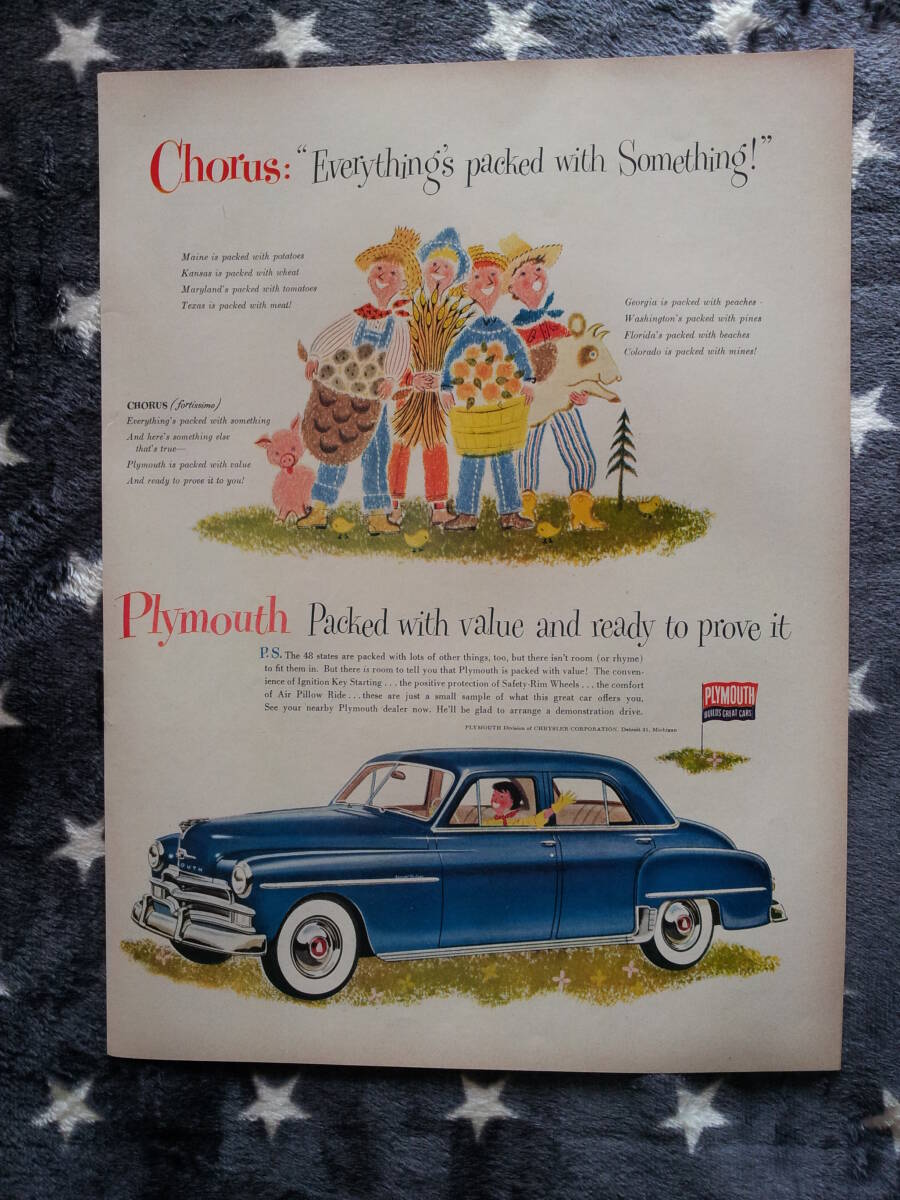 Chorus: “Everything's packed with Something!”
Maine is packed with potatoes
Kansas is packed with wheat
Maryland's packed with tomatoes
Texas is packed with meat!
Georgia is packed with peaches -
Washington's packed with pines
Florida's packed with beaches
Colorado is packed with mines!
CHORUS (fortissimo)
Everything's packed with something
And here's something else
that's true—
Plymouth is packed with value
And ready to prove it to you!
Plymouth Packed with value and ready to prove it
P.S. The 48 states are packed with lots of other things, too, but there isn't room (or rhyme)
to fit them in. But there is room to tell you that Plymouth is packed with value! The conven-
ience of Ignition Key Starting . . . the positive protection of Safety-Rim Wheels . . . the comfort
of Air Pillow Ride . . . these are just a small sample of what this great car offers you.
See your nearby Plymouth dealer now. He'll be glad to arrange a demonstration drive.
PLYMOUTH Division of CHRYSLER CORPORATION, Detroit 31, Michigan
PLYMOUTH
BUILDS GREAT CARS
OUTH